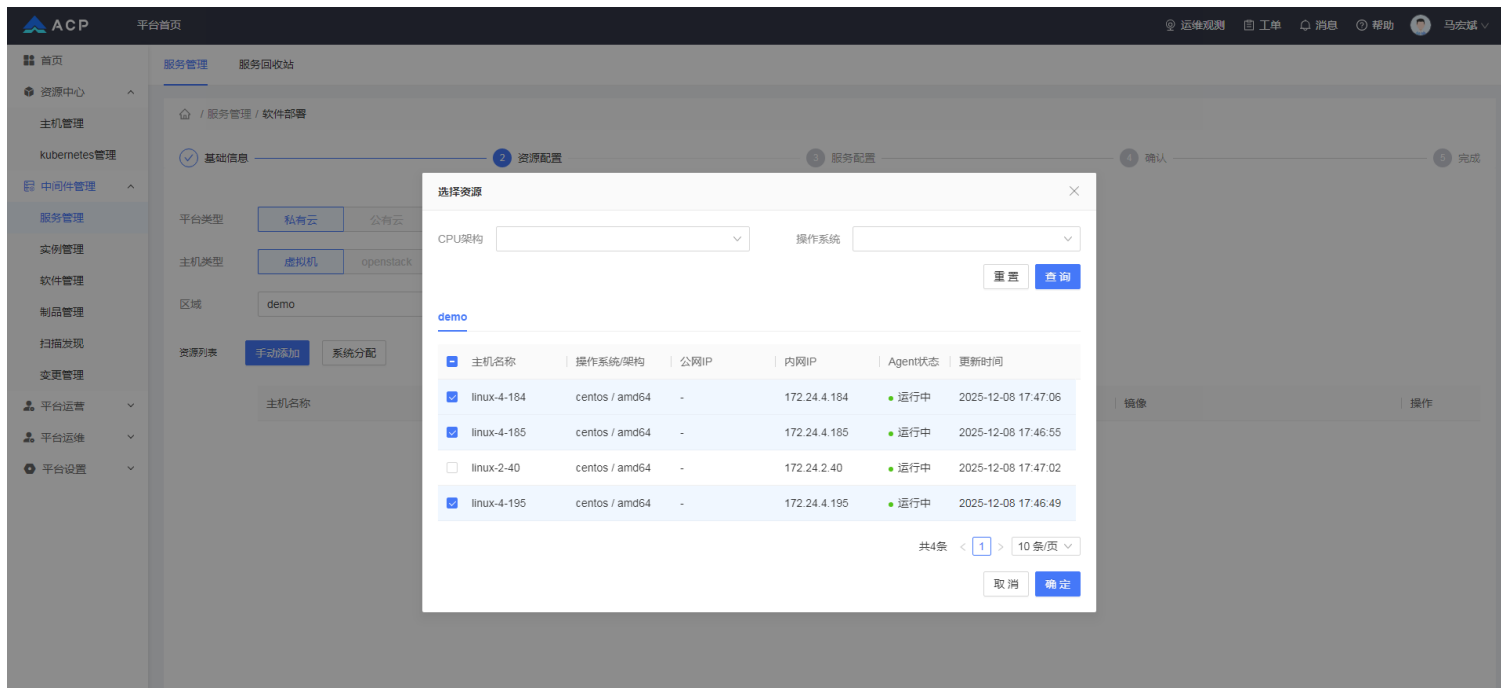 ACP 平台首页 运维观测 工单 消息 帮助 马宏斌
首页
资源中心
主机管理
kubernetes管理
中间件管理
服务管理
实例管理
软件管理
制品管理
扫描发现
变更管理
平台运营
平台运维
平台设置
服务管理 服务回收站
/ 服务管理 / 软件部署
基础信息 2 资源配置 3 服务配置 4 确认 5 完成
平台类型 私有云 公有云
主机类型 虚拟机 openstack
区域 demo
资源列表 手动添加 系统分配
主机名称 镜像 操作
选择资源
CPU架构 操作系统
重置 查询
demo
主机名称 操作系统/架构 公网IP 内网IP Agent状态 更新时间
linux-4-184 centos / amd64 - 172.24.4.184 运行中 2025-12-08 17:47:06
linux-4-185 centos / amd64 - 172.24.4.185 运行中 2025-12-08 17:46:55
linux-2-40 centos / amd64 - 172.24.2.40 运行中 2025-12-08 17:47:02
linux-4-195 centos / amd64 - 172.24.4.195 运行中 2025-12-08 17:46:49
共4条 < 1 > 10 条/页
取消 确定